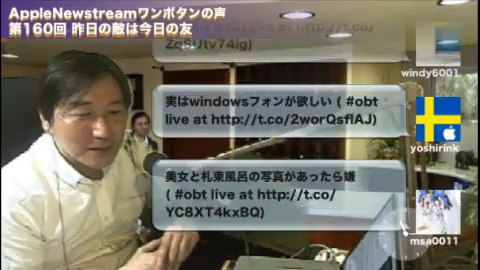 AppleNewstreamワンボタンの声
第160回 昨日の敵は今日の友
windy6001
実はwindowsフォンが欲しい ( #obt
live at http://t.co/2worQsflAJ)
yoshirink
美女と札束風呂の写真があったら嫌
( #obt live at http://t.co/
YC8XT4kxBQ)
msa0011